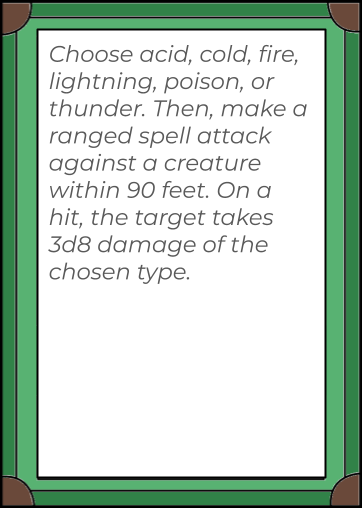 Choose acid, cold, fire,
lightning, poison, or
thunder. Then, make a
ranged spell attack
against a creature
within 90 feet. On a
hit, the target takes
3d8 damage of the
chosen type.